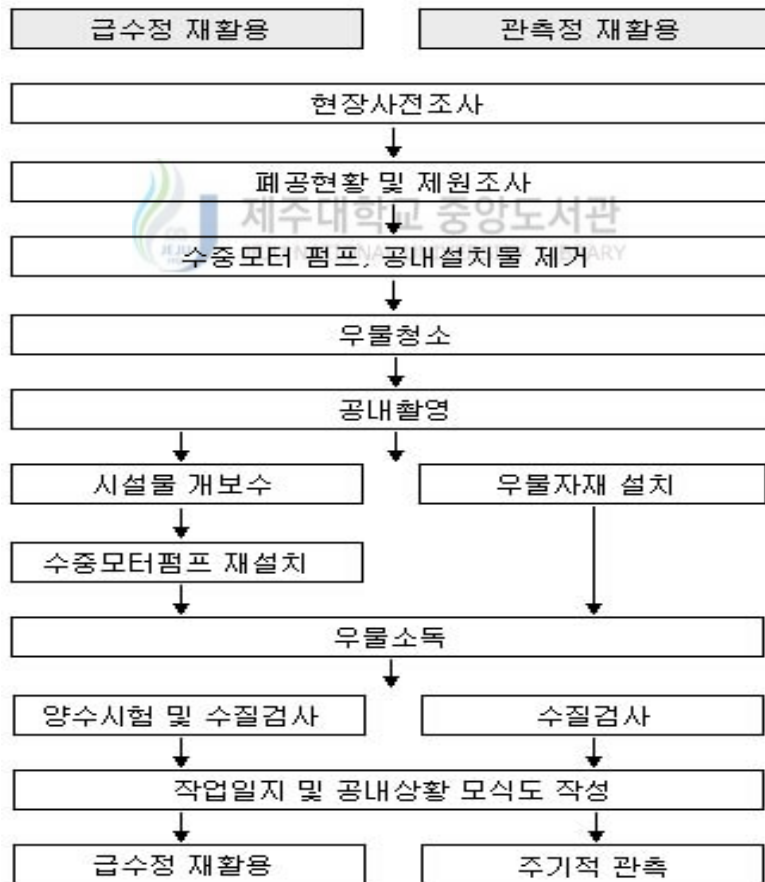 급수정 재활용
관측정 재활용
현장사전조사
폐공현황 및 제원조사
제주대학교 중앙도서관
수중모터 펌프, 공내설치물 제거
우물청소
공내촬영
시설물 개보수
우물자재 설치
수중모터펌프 재설치
우물소독
양수시험 및 수질검사
수질검사
작업일지 및 공내상황 모식도 작성
급수정 재활용
주기적 관측